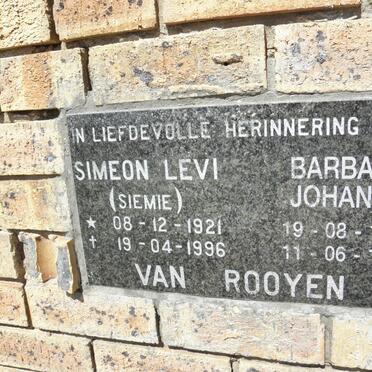 IN LIEFDEVOLLE HERINNERING
SIMEON LEVI BARBA
(SIEMIE) JOHAN
★ 08-12-1921 19-08-
✝ 19-04-1996 11-06-
VAN ROOYEN